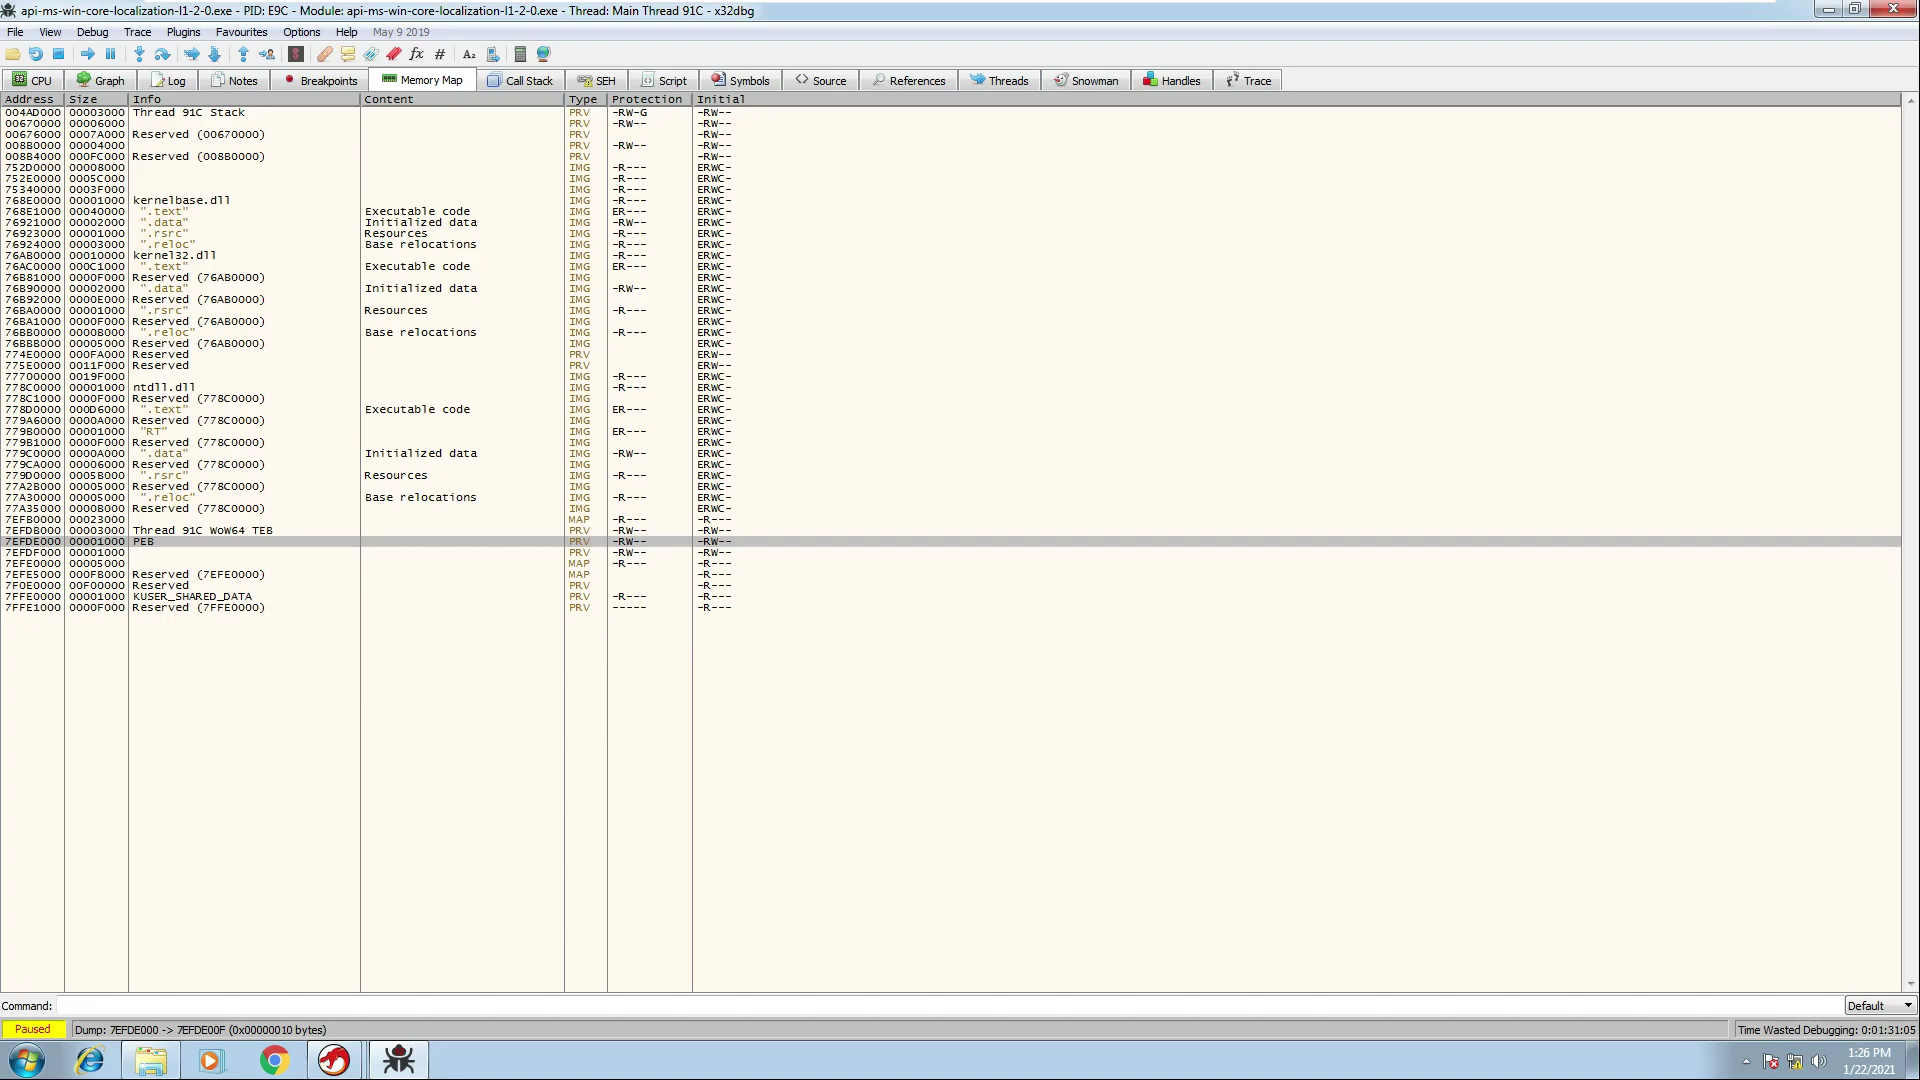 api-ms-win-core-localization-l1-2-0.exe - PID: E9C - Module: api-ms-win-core-localization-l1-2-0.exe - Thread: Main Thread 91C - x32dbg
File View Debug Trace Plugins Favourites Options Help May 9 2019
CPU Graph Log Notes Breakpoints Memory Map Call Stack SEH Script Symbols Source References Threads Snowman Handles Trace
Address Size Info Content Type Protection Initial
004AD000 00003000 Thread 91C Stack PRV -RW-G -RW--
00670000 00006000 PRV -RW-- -RW--
00676000 0007A000 Reserved (00670000) PRV -RW--
008B0000 00004000 PRV -RW-- -RW--
008B4000 000FC000 Reserved (008B0000) PRV -RW--
752D0000 00008000 IMG -R--- ERWC-
752E0000 0005C000 IMG -R--- ERWC-
75340000 0003F000 IMG -R--- ERWC-
768E0000 00001000 kernelbase.dll IMG -R--- ERWC-
768E1000 00040000 ".text" Executable code IMG ER--- ERWC-
76921000 00002000 ".data" Initialized data IMG -RW-- ERWC-
76923000 00001000 ".rsrc" Resources IMG -R--- ERWC-
76924000 00003000 ".reloc" Base relocations IMG -R--- ERWC-
76AB0000 00010000 kernel32.dll IMG -R--- ERWC-
76AC0000 000C1000 ".text" Executable code IMG ER--- ERWC-
76B81000 0000F000 Reserved (76AB0000) IMG ERWC-
76B90000 00002000 ".data" Initialized data IMG -RW-- ERWC-
76B92000 0000E000 Reserved (76AB0000) IMG ERWC-
76BA0000 00001000 ".rsrc" Resources IMG -R--- ERWC-
76BA1000 0000F000 Reserved (76AB0000) IMG ERWC-
76BB0000 0000B000 ".reloc" Base relocations IMG -R--- ERWC-
76BBB000 00005000 Reserved (76AB0000) IMG ERWC-
774E0000 000FA000 Reserved PRV ERW--
775E0000 0011F000 Reserved PRV ERW--
77700000 0019F000 IMG -R--- ERWC-
778C0000 00001000 ntdll.dll IMG -R--- ERWC-
778C1000 0000F000 Reserved (778C0000) IMG ERWC-
778D0000 000D6000 ".text" Executable code IMG ER--- ERWC-
779A6000 0000A000 Reserved (778C0000) IMG ERWC-
779B0000 00001000 "RT" IMG ER--- ERWC-
779B1000 0000F000 Reserved (778C0000) IMG ERWC-
779C0000 0000A000 ".data" Initialized data IMG -RW-- ERWC-
779CA000 00006000 Reserved (778C0000) IMG ERWC-
779D0000 0005B000 ".rsrc" Resources IMG -R--- ERWC-
77A2B000 00005000 Reserved (778C0000) IMG ERWC-
77A30000 00005000 ".reloc" Base relocations IMG -R--- ERWC-
77A35000 0000B000 Reserved (778C0000) IMG ERWC-
7EFB0000 00023000 MAP -R--- -R---
7EFDB000 00003000 Thread 91C WoW64 TEB PRV -RW-- -RW--
7EFDE000 00001000 PEB PRV -RW-- -RW--
7EFDF000 00001000 PRV -RW-- -RW--
7EFE0000 00005000 MAP -R--- -R---
7EFE5000 000FB000 Reserved (7EFE0000) MAP -R---
7F0E0000 00F00000 Reserved PRV -R---
7FFE0000 00001000 KUSER_SHARED_DATA PRV -R--- -R---
7FFE1000 0000F000 Reserved (7FFE0000) PRV ----- -R---
Command: Default
Paused Dump: 7EFDE000 -> 7EFDE00F (0x00000010 bytes) Time Wasted Debugging: 0:01:31:05
1:26 PM
1/22/2021